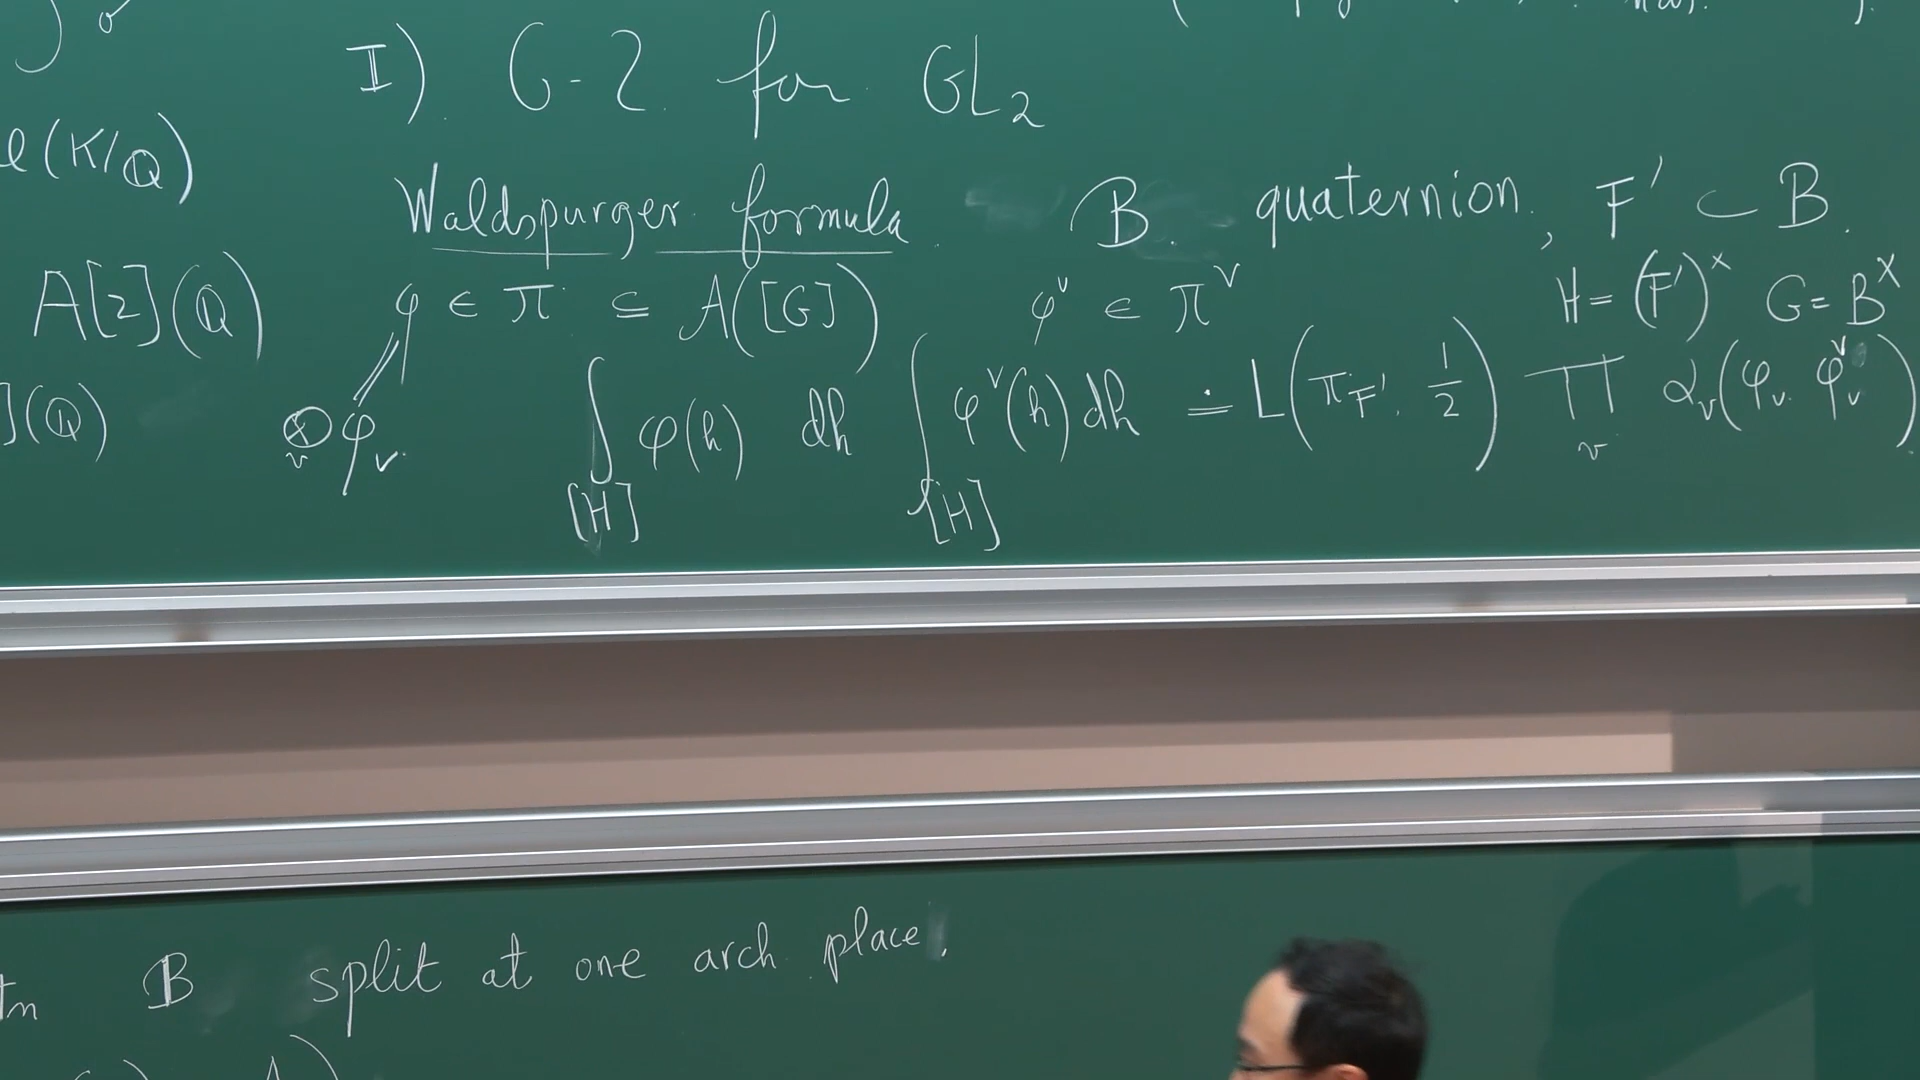 I) G-Z for GL₂
Waldspurger formula. B quaternion, F' ⊂ B.
φ ∈ π ⊆ A([G]) φ^∨ ∈ π^∨ H = (F')^× G = B^×
⊗_v φ_v ∫_[H] φ(h) dh ∫_[H] φ^∨(h) dh ≐ L(π_F', 1/2) ∏_v α_v(φ_v, φ_v^∨)
(K/Q)
A[2](Q)
](Q)
B split at one arch place.